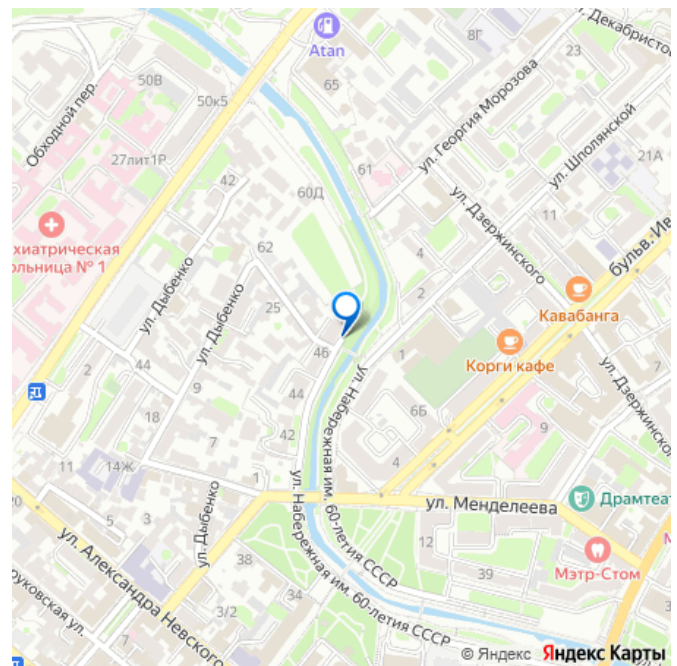 ул. Декабристов
Atan
8Г
23
65
50В
50к5
Обходной пер.
ул. Георгия Морозова
ул. Шполянской
27лит1Р
21А
61
42
60Д
11
ул. Дзержинского
62
4
бульв. Ив
хиатрическая
ольница № 1
ул. Дыбенко
ул. Дыбенко
25
2
Кавабанга
46
1
Корги кафе
2
44
44
7
ул. Набережная им. 60-летия СССР
ул. Дзержинского
9
6Б
18
42
9
11
14Ж
1
4
ул. Дыбенко
ул. Менделеева
Драмтеат
20
5
3
12
ул. Набережная им. 60-летия СССР
38
39
Мэтр-Стом
34
ул. Александра Невского
руковская ул.
3/2
7
© Яндекс Яндекс Карты